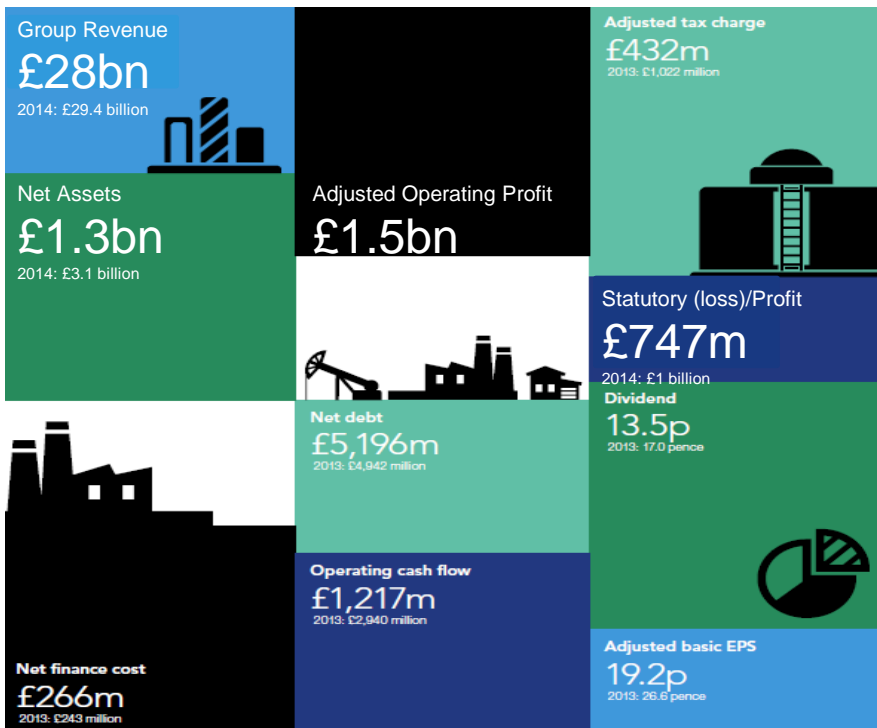 Group Revenue
£28bn
2014: £29.4 billion
Net Assets
£1.3bn
2014: £3.1 billion
Net finance cost
£266m
2013: £243 million
Adjusted Operating Profit
£1.5bn
Net debt
£5,196m
2013: £4,942 million
Operating cash flow
£1,217m
2013: £2,940 million
Adjusted tax charge
£432m
2013: £1,022 million
Statutory (loss)/Profit
£747m
2014: £1 billion
Dividend
13.5p
2013: 17.0 pence
Adjusted basic EPS
19.2p
2013: 26.6 pence